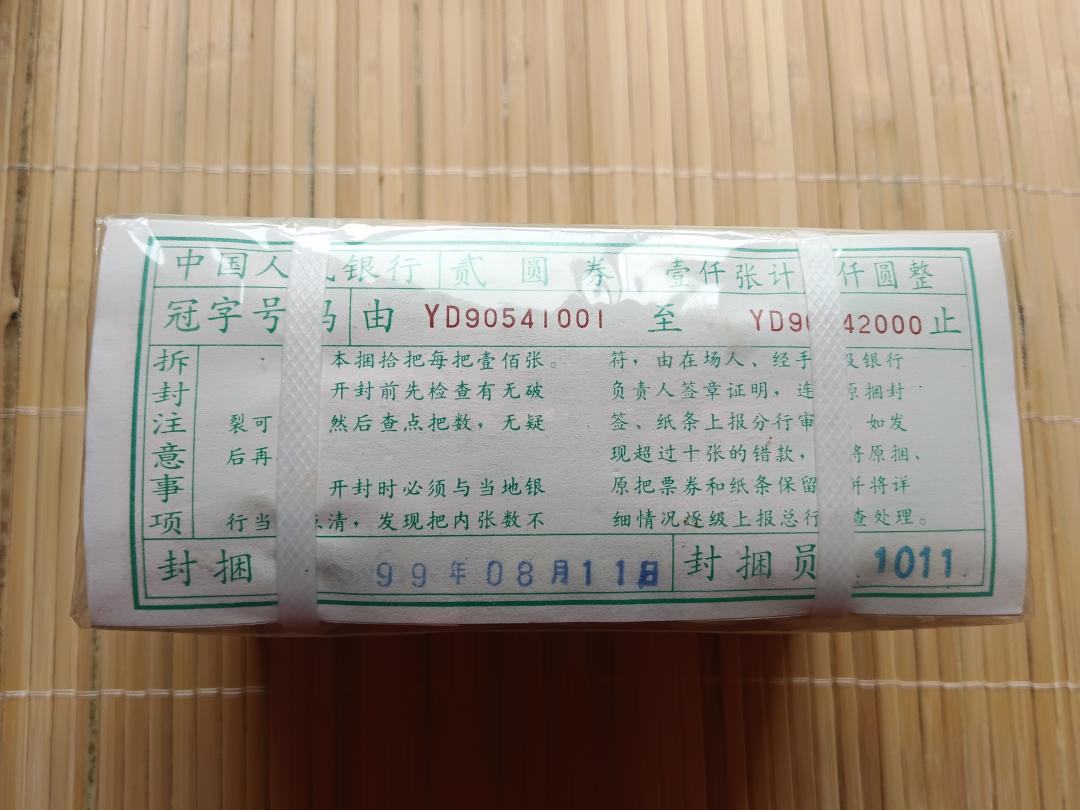 中国人 银行 贰圆券 壹仟张计 仟圆整
冠字号码 由 YD90541001 至 YD90 42000 止
拆封注意事项
本捆拾把每把壹佰张。
开封前先检查有无破
裂可 然后查点把数,无疑
后再
开封时必须与当地银
行当 点清,发现把内张数不
符,由在场人、经手 及银行
负责人签章证明,连 原捆封
签、纸条上报分行审 如发
现超过十张的错款, 将原捆、
原把票券和纸条保留 并将详
细情况逐级上报总行 查处理。
封捆 99年08月11日 封捆员 1011